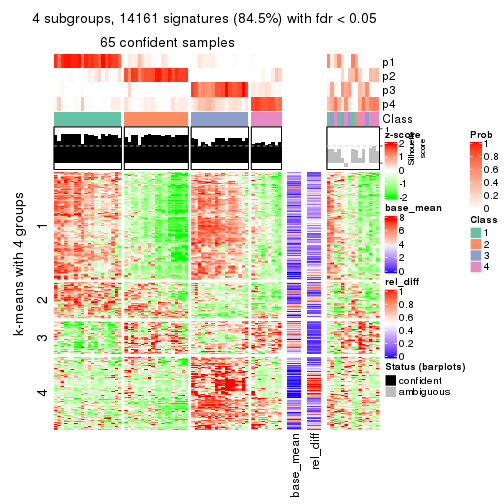 4 subgroups, 14161 signatures (84.5%) with fdr < 0.05
65 confident samples
p1
p2
p3
p4
Class
1
Silhouette
score
z-score
2
1
0
-1
-2
base_mean
8
6
4
2
0
rel_diff
1
0.8
0.6
0.4
0.2
0
Status (barplots)
confident
ambiguous
Prob
1
0.8
0.6
0.4
0.2
0
Class
1
2
3
4
k-means with 4 groups
1
2
3
4
base_mean
rel_diff